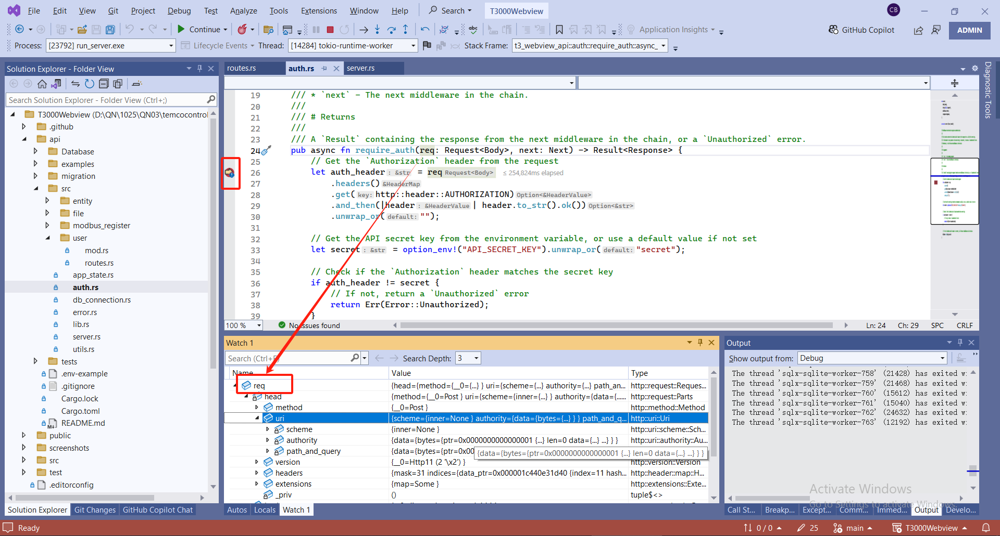 File Edit View Git Project Debug Test Analyze Tools Extensions Window Help Search T3000Webview CB
Continue Application Insights GitHub Copilot ADMIN
Process: [23792] run_server.exe Lifecycle Events Thread: [14284] tokio-runtime-worker Stack Frame: t3_webview_api::auth::require_auth::async_
Solution Explorer - Folder View
Search Solution Explorer - Folder View (Ctrl+;)
T3000Webview (D:\QN\1025\QN03\temcocontrol
.github
api
Database
examples
migration
src
entity
file
modbus_register
user
mod.rs
routes.rs
app_state.rs
auth.rs
db_connection.rs
error.rs
lib.rs
server.rs
utils.rs
tests
.env-example
.gitignore
Cargo.lock
Cargo.toml
README.md
public
screenshots
src
test
.editorconfig
Solution Explorer Git Changes GitHub Copilot Chat
routes.rs auth.rs server.rs
19 /// * `next` - The next middleware in the chain.
20 ///
21 /// # Returns
22 ///
23 /// A `Result` containing the response from the next middleware in the chain, or a `Unauthorized` error.
24 pub async fn require_auth(req: Request<Body>, next: Next) -> Result<Response> {
25 // Get the `Authorization` header from the request
26 let auth_header : &str = req Request<Body> ≤ 254,824ms elapsed
27 .headers() &HeaderMap
28 .get( key: http::header::AUTHORIZATION) Option<&HeaderValue>
29 .and_then(|header : &HeaderValue | header.to_str().ok()) Option<&str>
30 .unwrap_or( default: "");
31
32 // Get the API secret key from the environment variable, or use a default value if not set
33 let secret : &str = option_env!("API_SECRET_KEY").unwrap_or( default: "secret");
34
35 // Check if the `Authorization` header matches the secret key
36 if auth_header != secret {
37 // If not, return a `Unauthorized` error
38 return Err(Error::Unauthorized);
39 }
100 % No issues found Ln: 24 Ch: 29 SPC CRLF
Diagnostic Tools
Watch 1
Search (Ctrl+E) Search Depth: 3
Name Value Type
req {head={method={__0={...} } uri={scheme={...} authority={...} path_an... http::request::Reques...
head {method={__0=Post } uri={scheme={inner={...} } authority={data={...... http::request::Parts
method {__0=Post } http::method::Method
uri {scheme={inner=None } authority={data={bytes={...} } } path_and_q... http::uri::Uri
scheme {inner=None } http::uri::scheme::Sch...
authority {data={bytes={ptr=0x0000000000000001 {...} len=0 data={...} ...} } } http::uri::authority::Au...
path_and_query {data={bytes={ptr=0x00
{data={bytes={ptr=0x0000000000000001 {...} len=0 data={...} ...} } }
version {__0=Http11 (2 '\x2') } http::version::Version
headers {mask=31 indices={data_ptr=0x000001c440e31d40 {index=11 hash... http::header::map::H...
extensions {map=Some } http::extensions::Exte...
_priv () tuple$<>
Autos Locals Watch 1
Output
Show output from: Debug
The thread 'sqlx-sqlite-worker-758' (21428) has exited wi
The thread 'sqlx-sqlite-worker-759' (21468) has exited wi
The thread 'sqlx-sqlite-worker-760' (15612) has exited wi
The thread 'sqlx-sqlite-worker-761' (15040) has exited wi
The thread 'sqlx-sqlite-worker-762' (24632) has exited wi
The thread 'sqlx-sqlite-worker-763' (12192) has exited wi
Activate Windows
Go to Settings to activate Windows.
Call St... Breakp... Except... Comm... Immed... Output Develo...
Ready 0 / 0 25 main T3000Webview